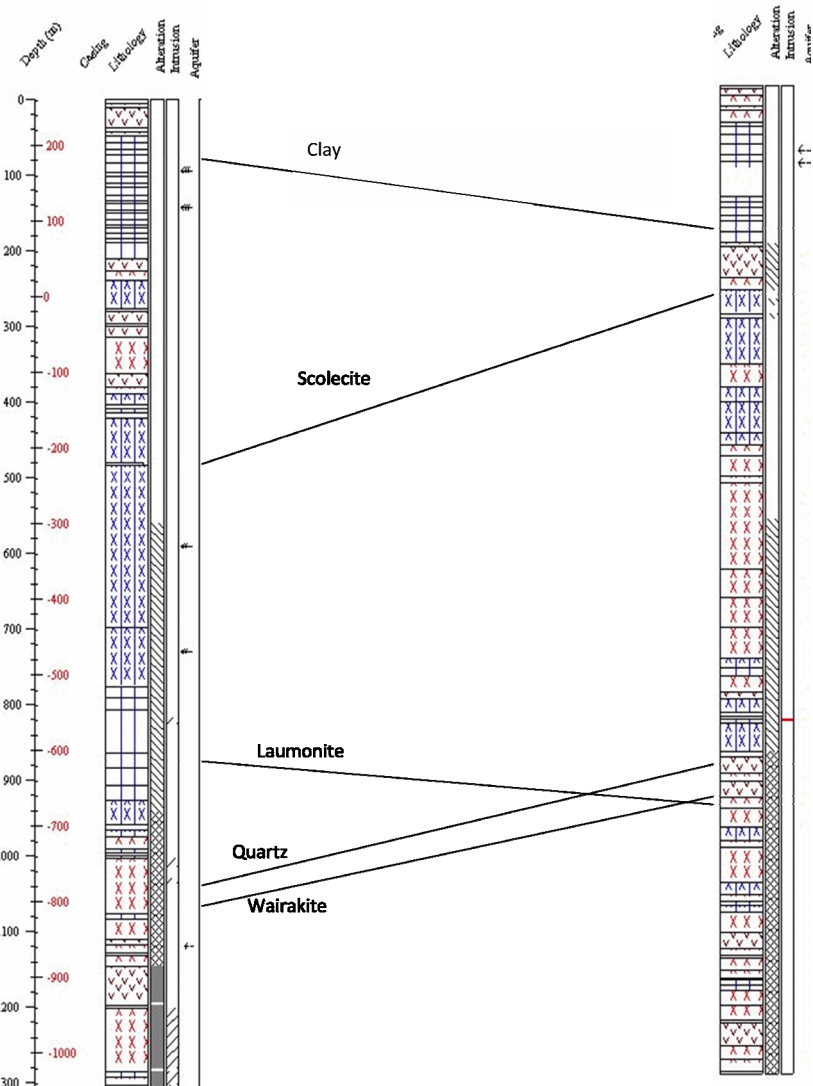 Depth (m)
Casing
Lithology
Alteration
Intrusion
Aquifer
g
Lithology
Alteration
Intrusion
Aquifer
0
200
100
100
200
0
300
-100
400
-200
500
-300
600
-400
700
-500
800
-600
900
-700
000
-800
100
-900
200
-1000
300
Clay
Scolecite
Laumonite
Quartz
Wairakite